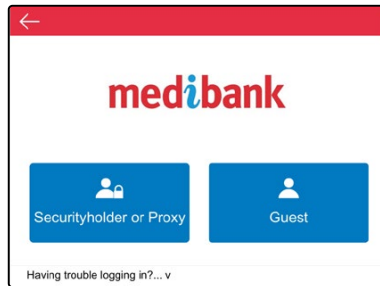 medibank
Securityholder or Proxy
Guest
Having trouble logging in?... v